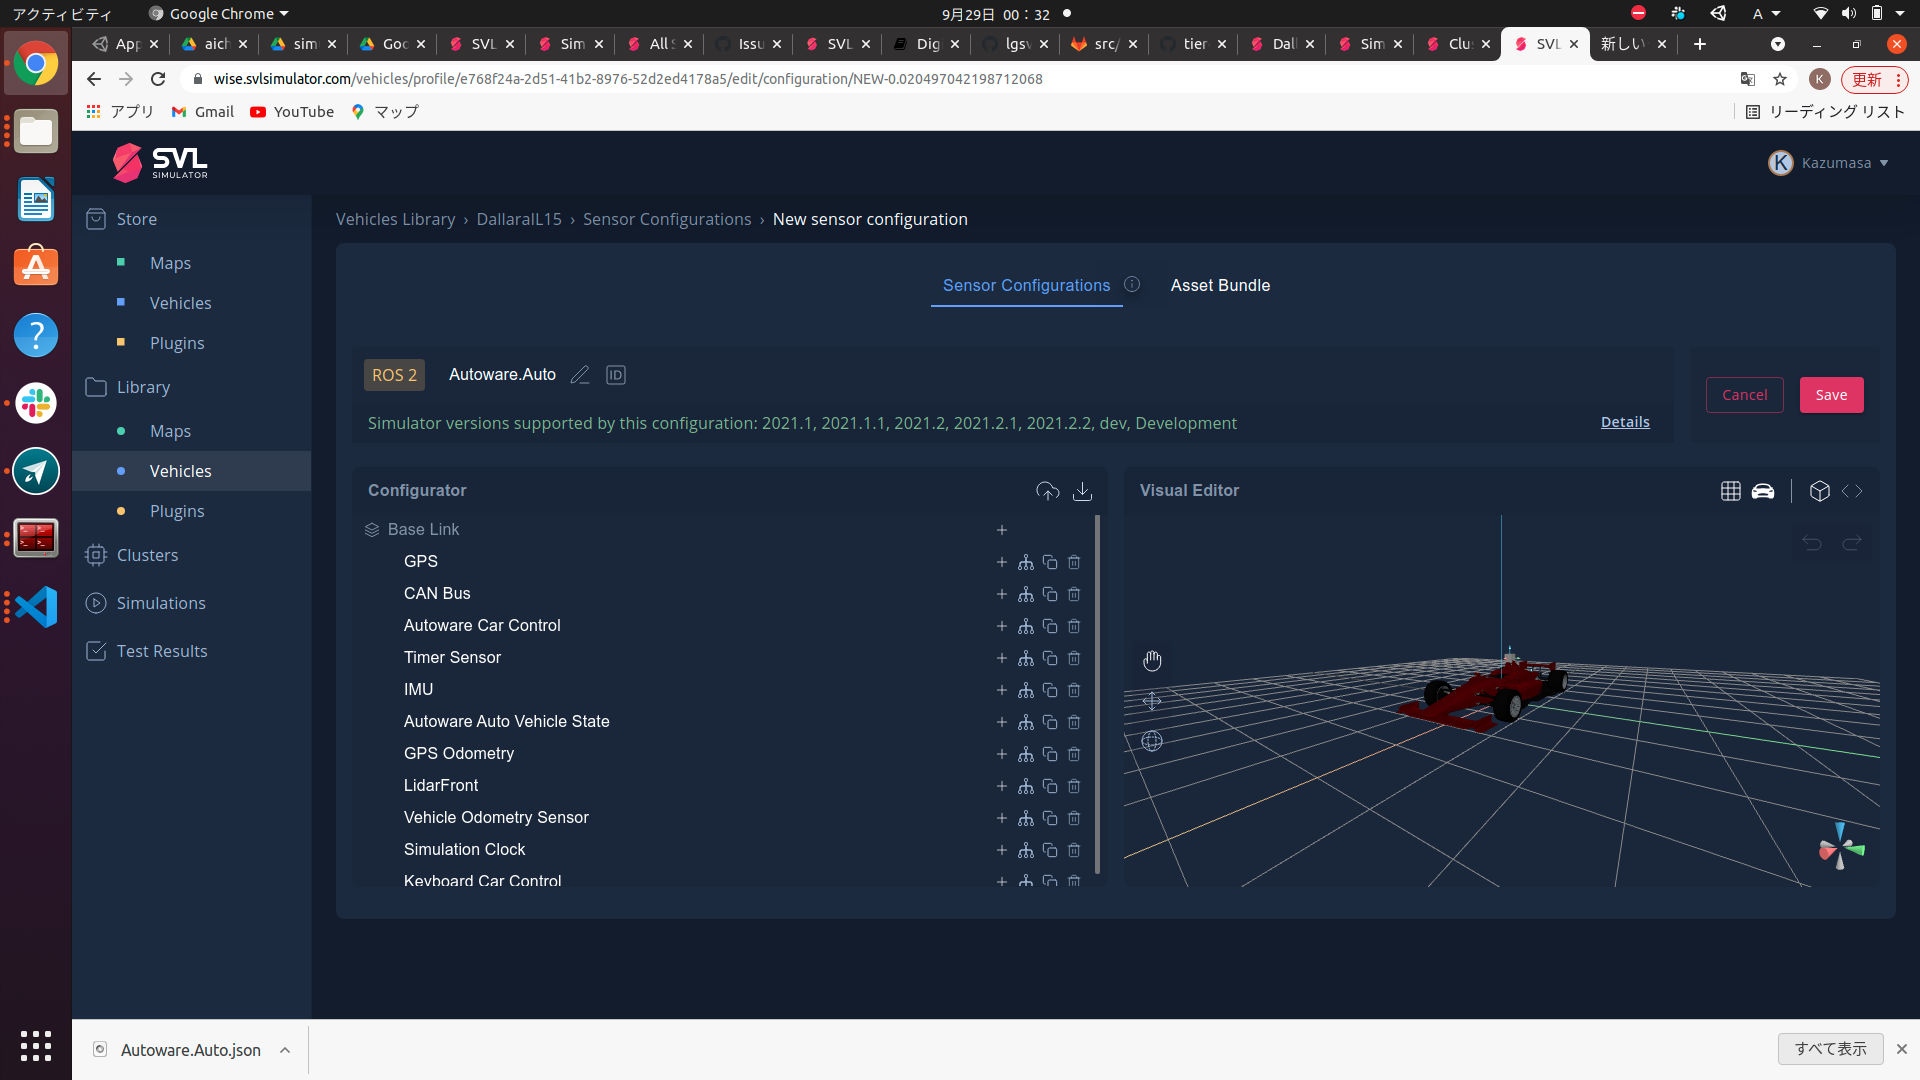 アクティビティ
Google Chrome
9月29日 00：32
A
App
aich
sim
Goo
SVL
Sim
All S
Issu
SVL
Dig
lgsv
src/
tier
Dall
Sim
Clu
SVL
新しい
wise.svlsimulator.com/vehicles/profile/e768f24a-2d51-41b2-8976-52d2ed4178a5/edit/configuration/NEW-0.020497042198712068
K
更新
アプリ
Gmail
YouTube
マップ
リーディング リスト
SVL
SIMULATOR
K
Kazumasa
Store
Maps
Vehicles
Plugins
Library
Maps
Vehicles
Plugins
Clusters
Simulations
Test Results
Vehicles Library › DallaraIL15 › Sensor Configurations › New sensor configuration
Sensor Configurations
Asset Bundle
ROS 2
Autoware.Auto
ID
Simulator versions supported by this configuration: 2021.1, 2021.1.1, 2021.2, 2021.2.1, 2021.2.2, dev, Development
Details
Cancel
Save
Configurator
Base Link
GPS
CAN Bus
Autoware Car Control
Timer Sensor
IMU
Autoware Auto Vehicle State
GPS Odometry
LidarFront
Vehicle Odometry Sensor
Simulation Clock
Keyboard Car Control
Visual Editor
Autoware.Auto.json
すべて表示